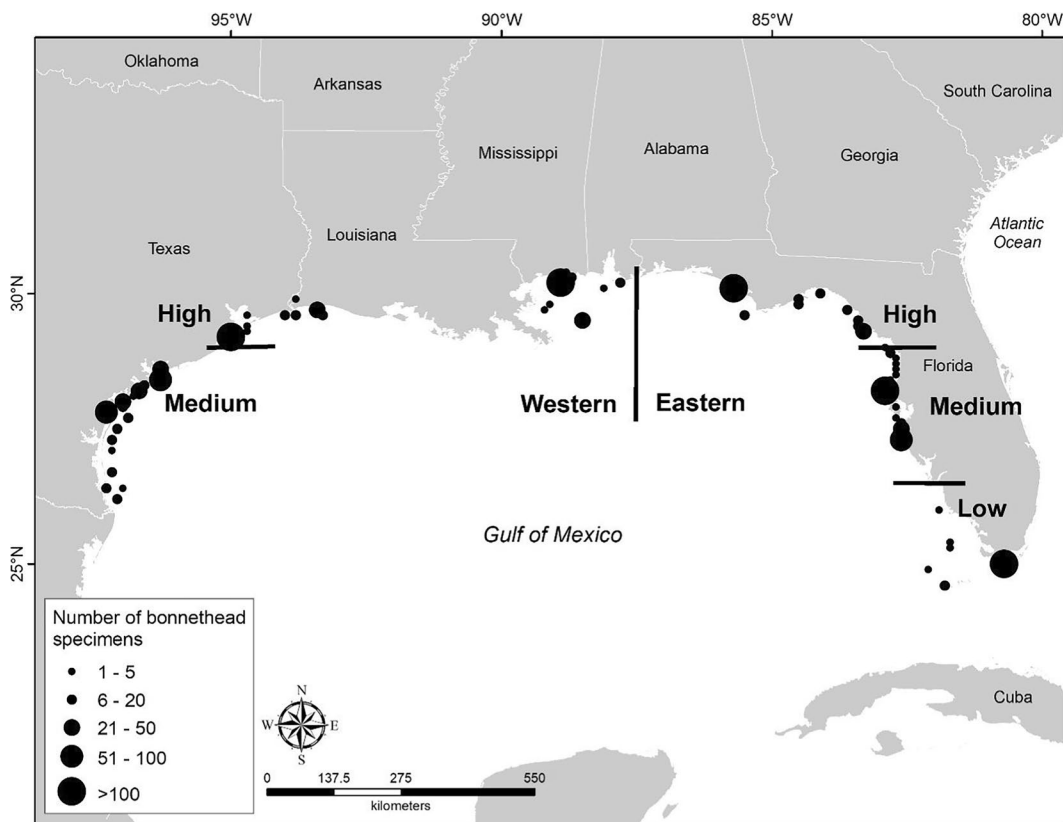 95°W
90°W
85°W
80°W
Oklahoma
Arkansas
South Carolina
Mississippi
Alabama
Georgia
Texas
Louisiana
Atlantic
Ocean
30°N
High
High
Florida
Medium
Western
Eastern
Medium
Low
Gulf of Mexico
25°N
Number of bonnethead
specimens
1 - 5
6 - 20
21 - 50
51 - 100
>100
N
W
E
S
0
137.5
275
550
kilometers
Cuba